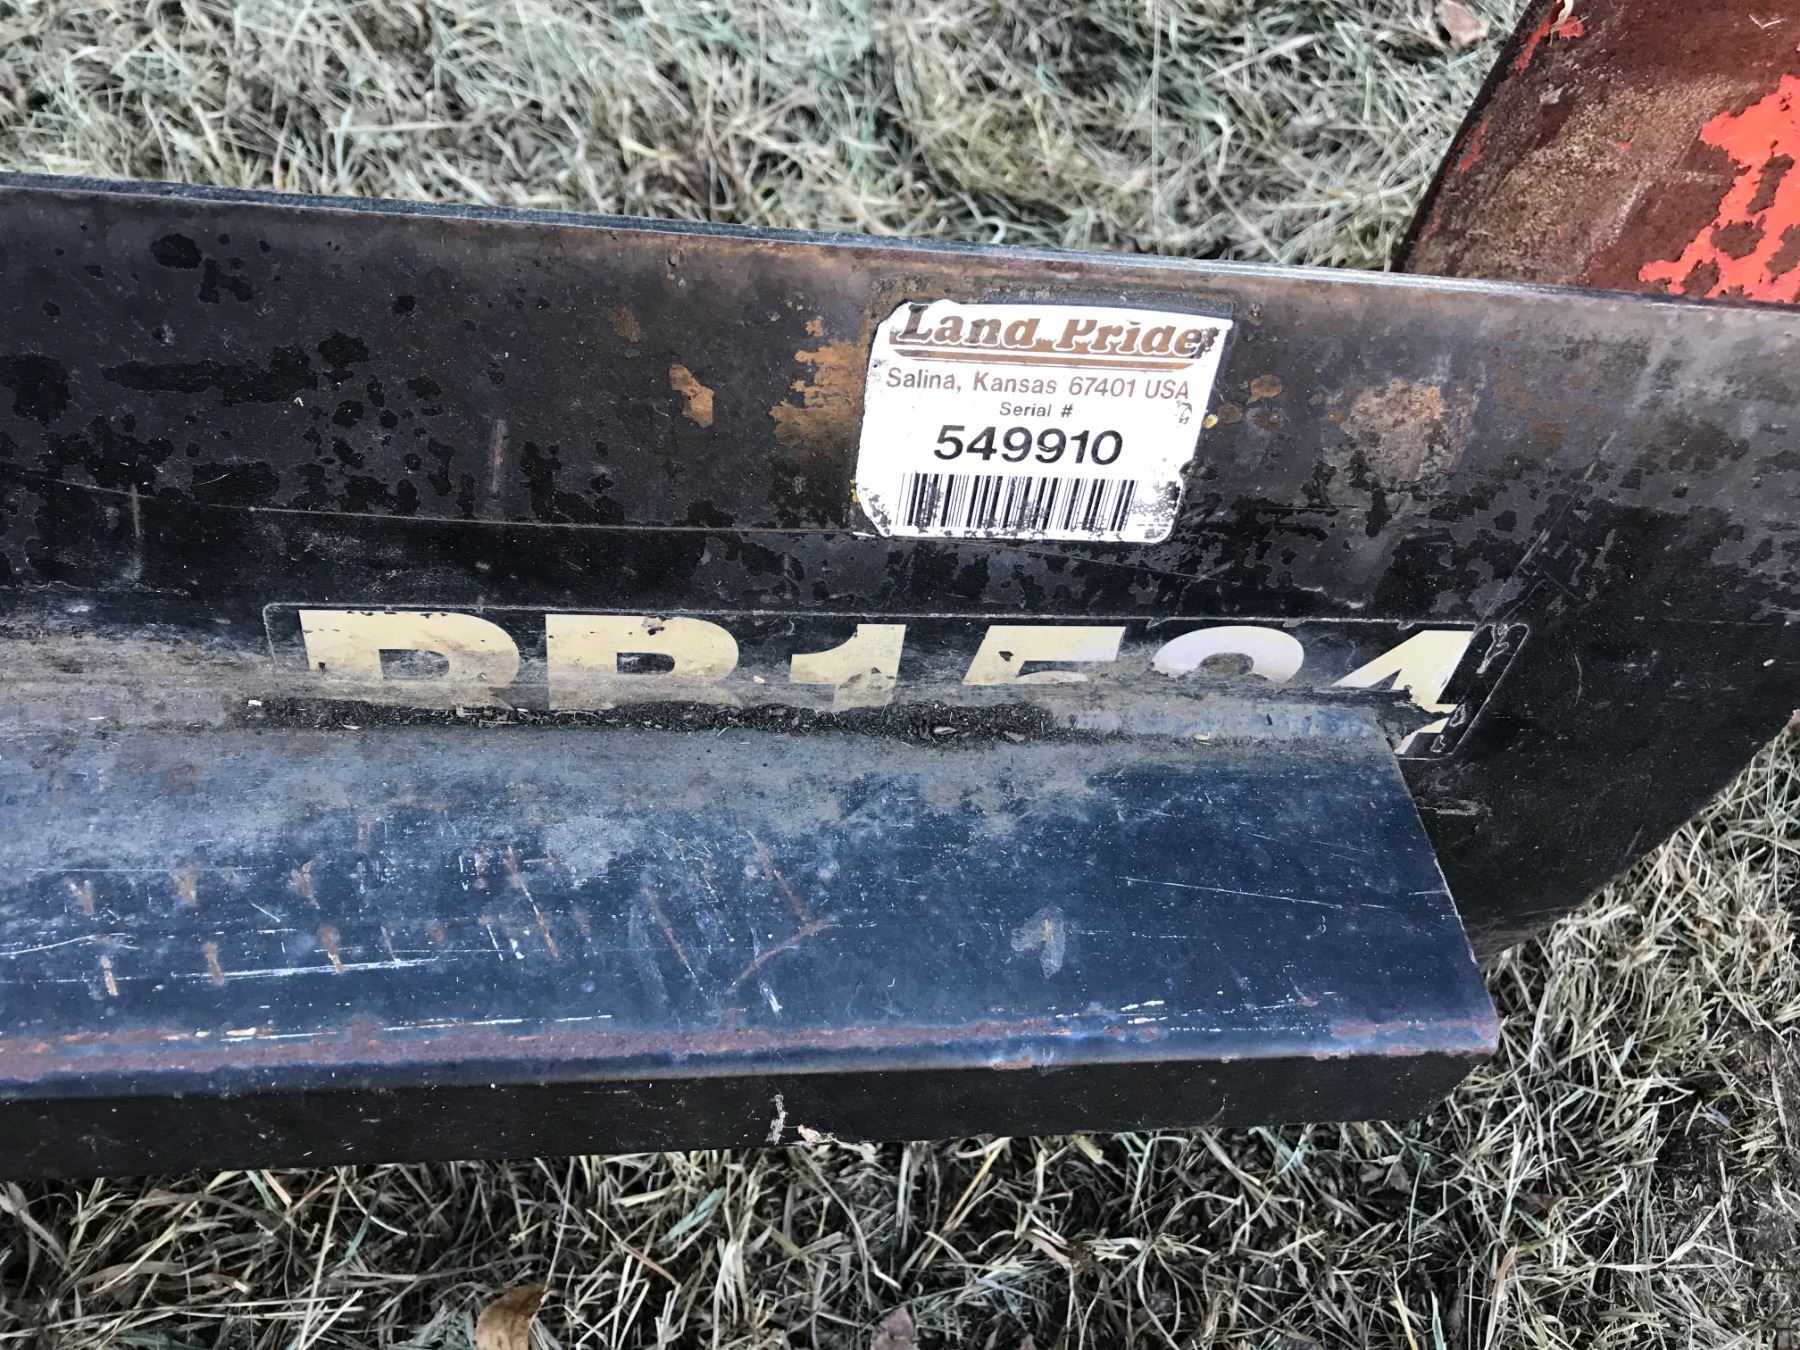 Land Pride
Salina, Kansas 67401 USA
Serial #
549910